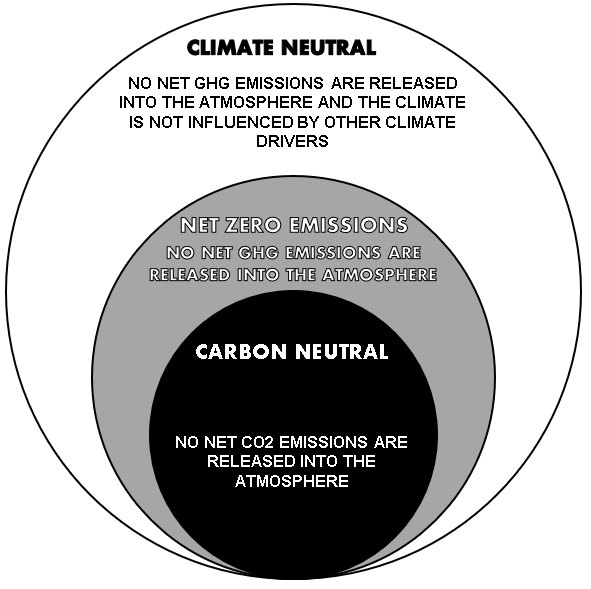 CLIMATE NEUTRAL
NO NET GHG EMISSIONS ARE RELEASED
INTO THE ATMOSPHERE AND THE CLIMATE
IS NOT INFLUENCED BY OTHER CLIMATE
DRIVERS
NET ZERO EMISSIONS
NO NET GHG EMISSIONS ARE
RELEASED INTO THE ATMOSPHERE
CARBON NEUTRAL
NO NET CO2 EMISSIONS ARE
RELEASED INTO THE
ATMOSPHERE